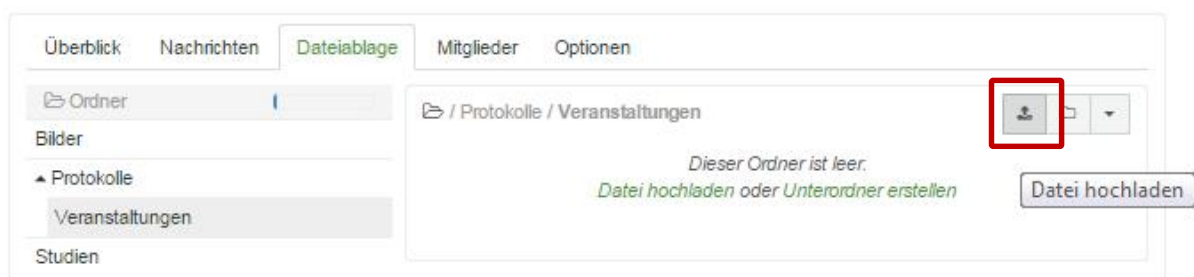 Überblick Nachrichten Dateiablage Mitglieder Optionen
Ordner
Bilder
Protokolle
Veranstaltungen
Studien
/ Protokolle / Veranstaltungen
Dieser Ordner ist leer.
Datei hochladen oder Unterordner erstellen
Datei hochladen